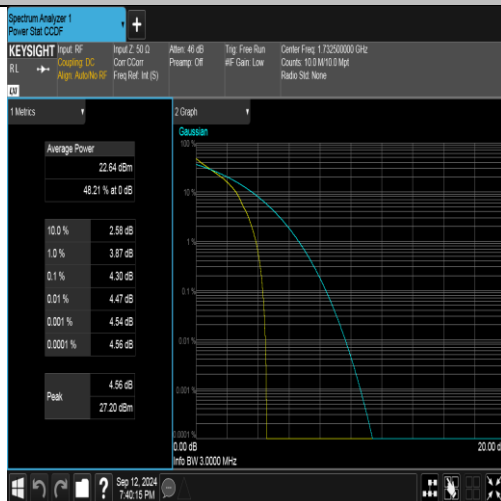 Spectrum Analyzer 1
Power Stat CCDF
KEYSIGHT
RL
LW
Input: RF
Coupling: DC
Align: Auto/No RF
Input Z: 50 Ω
Corr CCorr
Freq Ref: Int (S)
Atten: 46 dB
Preamp: Off
Trig: Free Run
#IF Gain: Low
Center Freq: 1.732500000 GHz
Counts: 10.0 M/10.0 Mpt
Radio Std: None
1 Metrics
Average Power
22.64 dBm
48.21 % at 0 dB
10.0 % 2.58 dB
1.0 % 3.87 dB
0.1 % 4.30 dB
0.01 % 4.47 dB
0.001 % 4.54 dB
0.0001 % 4.56 dB
Peak
4.56 dB
27.20 dBm
2 Graph
Gaussian
100 %
10 %
1 %
0.1 %
0.01 %
0.001 %
0.0001 %
0.00 dB
20.00 d
Info BW 3.0000 MHz
?
Sep 12, 2024
7:40:15 PM